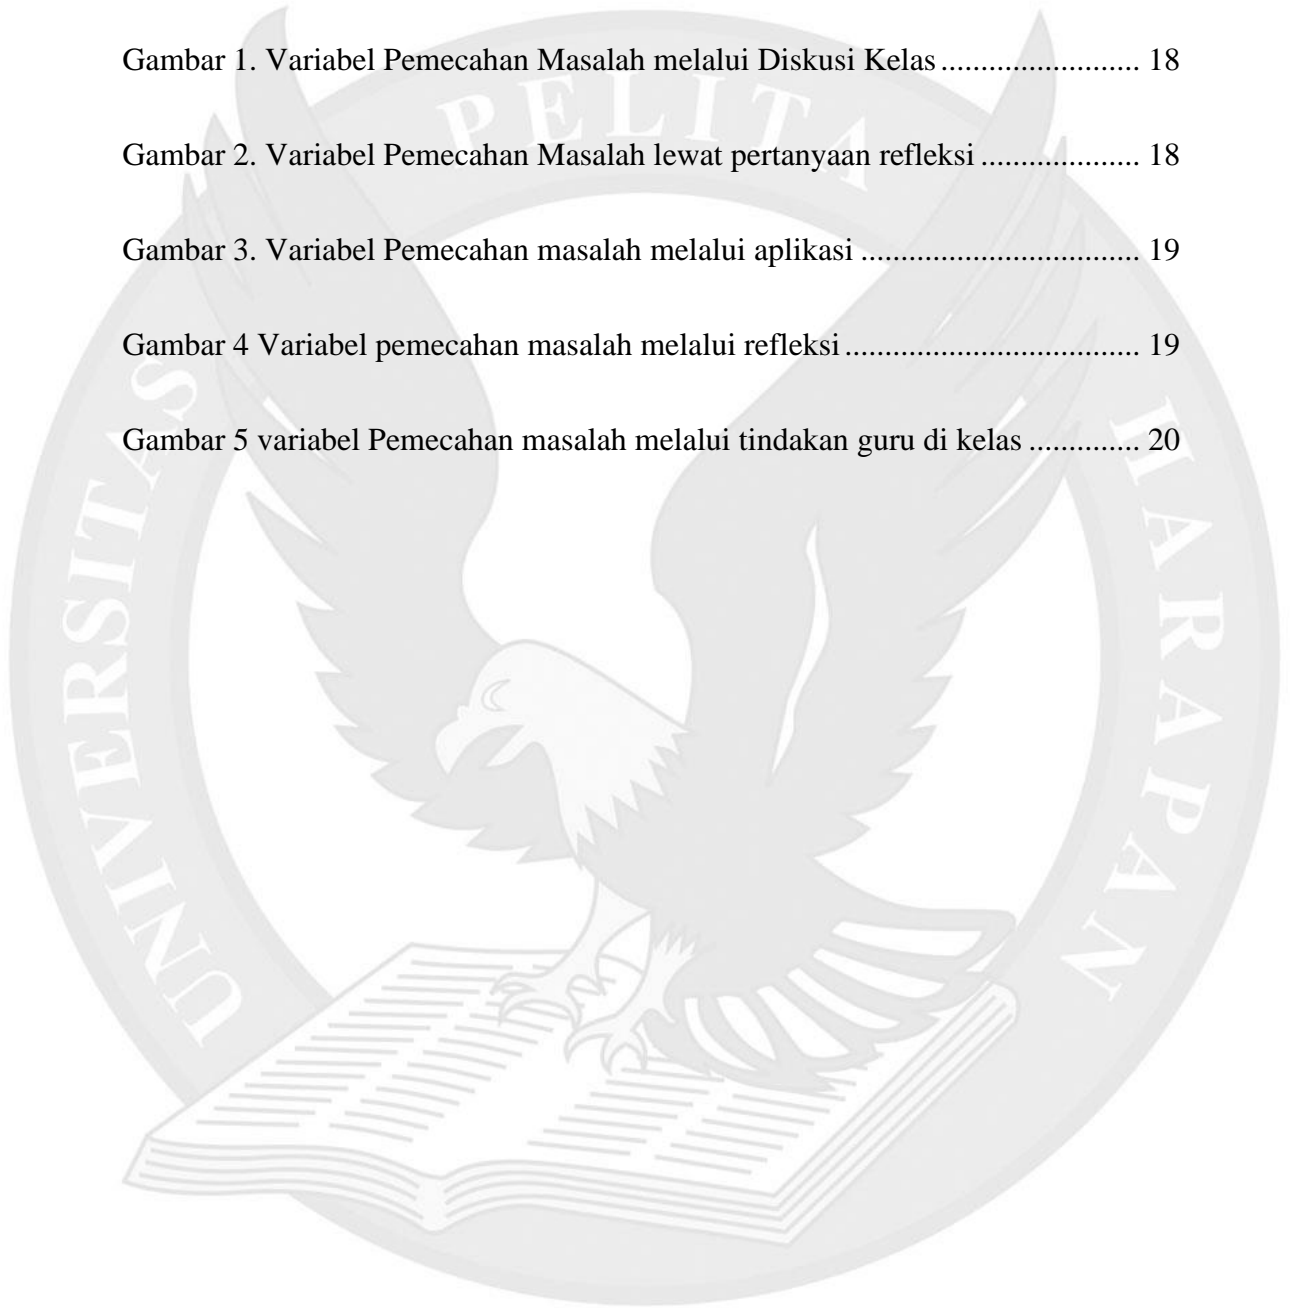 Gambar 1. Variabel Pemecahan Masalah melalui Diskusi Kelas ......................... 18
Gambar 2. Variabel Pemecahan Masalah lewat pertanyaan refleksi .................... 18
Gambar 3. Variabel Pemecahan masalah melalui aplikasi ................................... 19
Gambar 4 Variabel pemecahan masalah melalui refleksi ..................................... 19
Gambar 5 variabel Pemecahan masalah melalui tindakan guru di kelas .............. 20
UNIVERSITAS PELITA HARAPAN